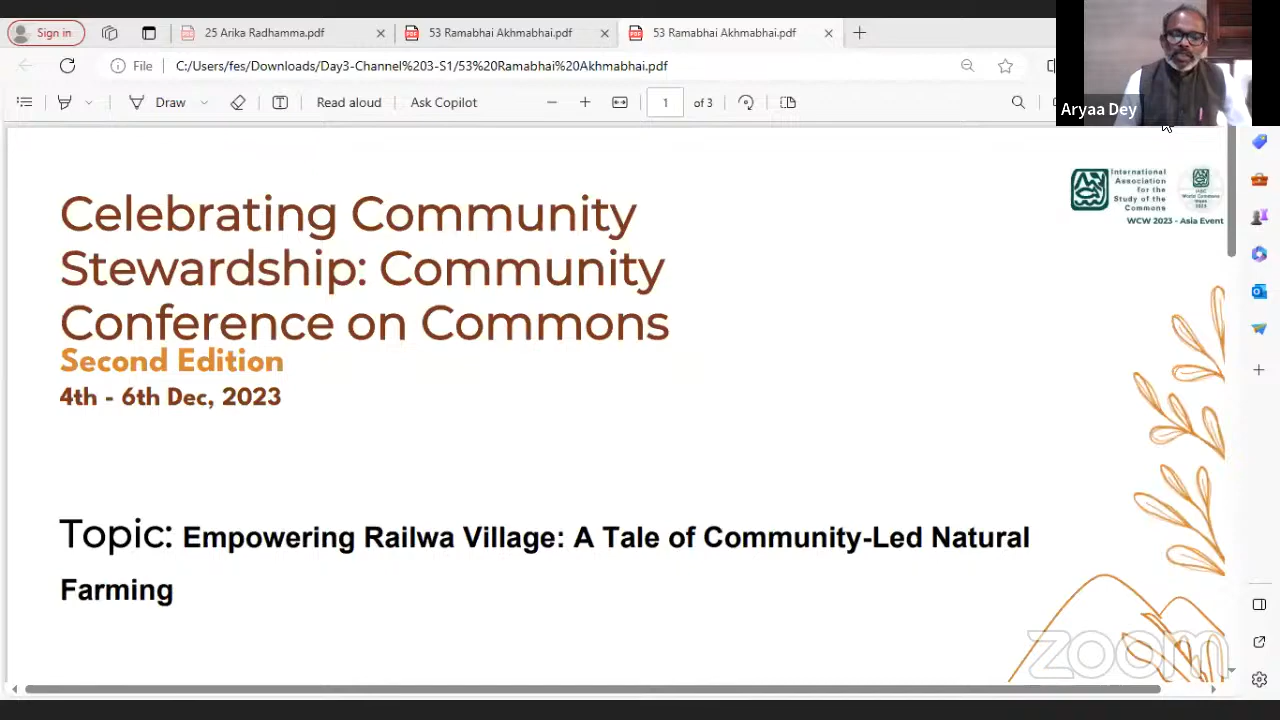 Sign in
25 Arika Radhamma.pdf
53 Ramabhai Akhmabhai.pdf
53 Ramabhai Akhmabhai.pdf
File
C:/Users/fes/Downloads/Day3-Channel%203-S1/53%20Ramabhai%20Akhmabhai.pdf
Draw
Read aloud
Ask Copilot
1
of 3
Aryaa Dey
International
Association
for the
Study of the
Commons
WCW 2023 - Asia Event
Celebrating Community
Stewardship: Community
Conference on Commons
Second Edition
4th - 6th Dec, 2023
Topic: Empowering Railwa Village: A Tale of Community-Led Natural
Farming
zoom